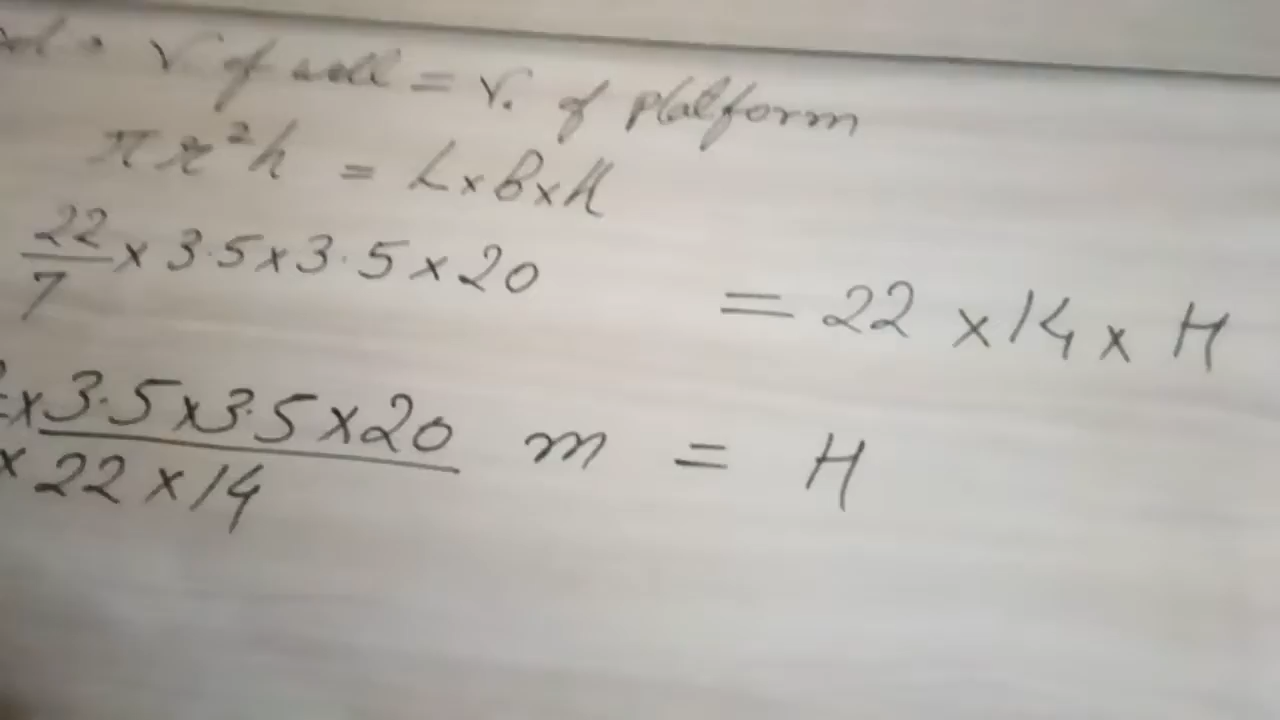 V. of well = V. of platform
πr²h = L×B×H
22/7 × 3.5 × 3.5 × 20 = 22 × 14 × H
× 3.5 × 3.5 × 20 / × 22 × 14 m = H